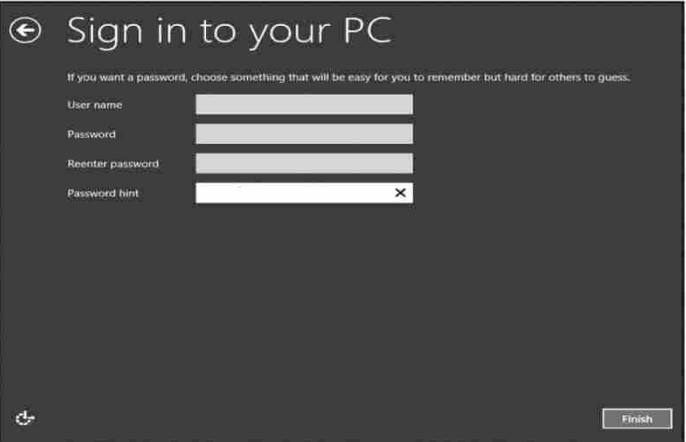 Sign in to your PC
If you want a password, choose something that will be easy for you to remember but hard for others to guess.
User name
Password
Reenter password
Password hint
Finish